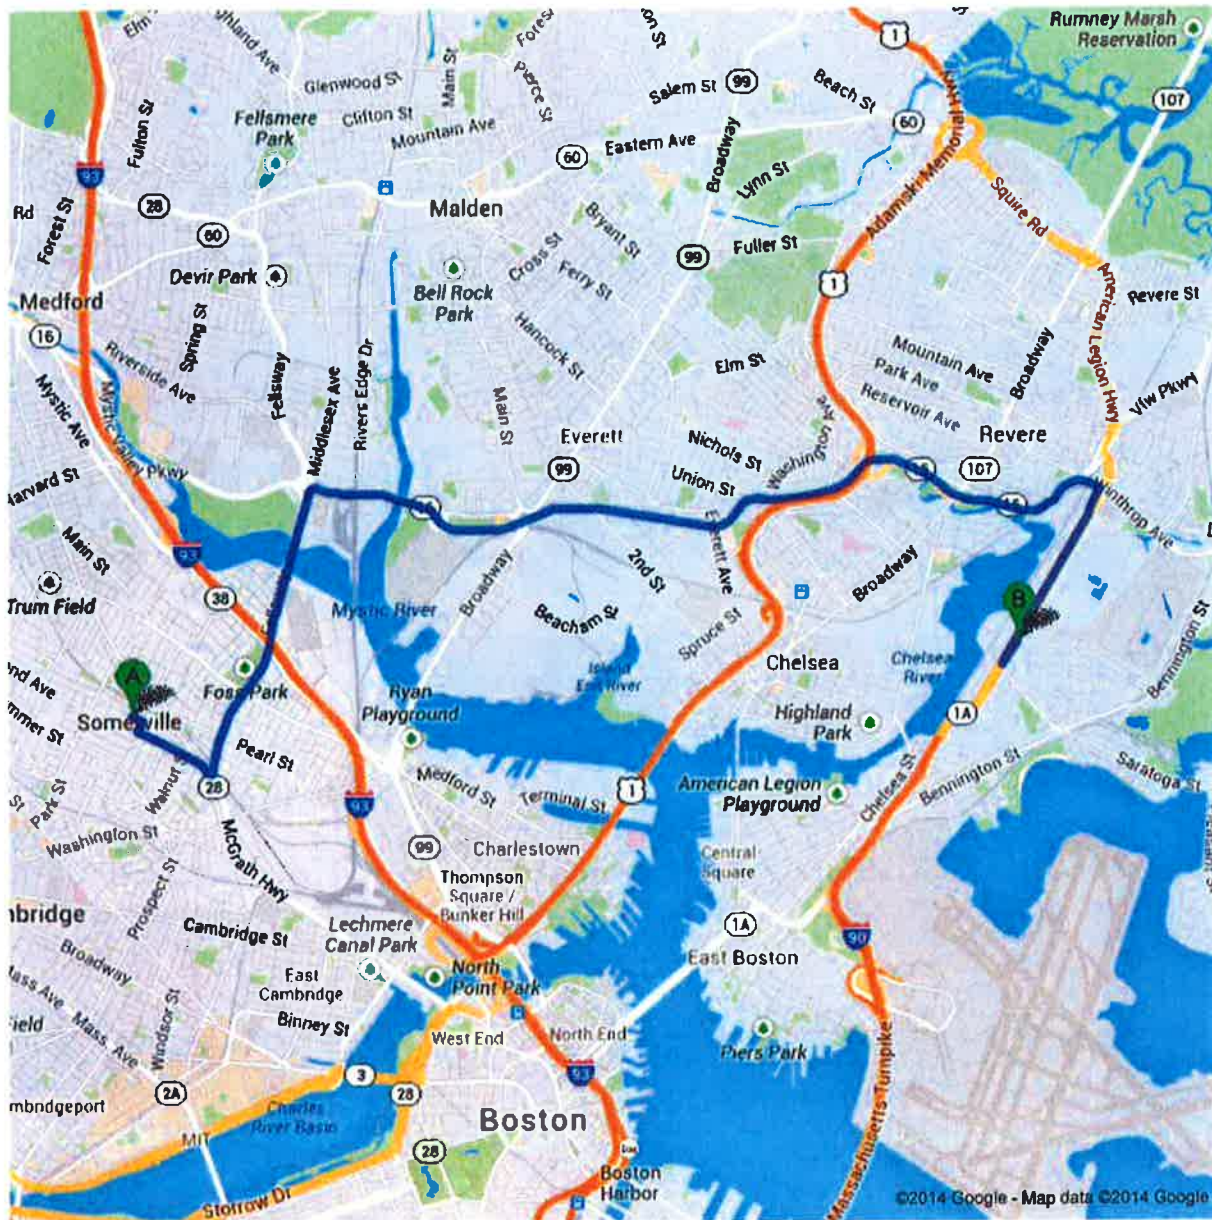 Rumney Marsh
Reservation
1
107
Elm
Highland Ave
Glenwood St
Main St
Pierce St
99
Salem St
Beach St
60
Adamski Memorial Hwy
Clifton St
Fellsmere
Park
Mountain Ave
Fulton St
93
60
Eastern Ave
Broadway
Lynn St
Squire Rd
Rd
28
60
Forest St
Malden
Bryant St
Fuller St
99
Cross St
Ferry St
Devir Park
Bell Rock
Park
1
American Legion Hwy
Revere St
Medford
16
Spring St
Riverside Ave
Hancock St
Mountain Ave
Park Ave
Reservoir Ave
Broadway
Elm St
Vfw Pkwy
Mystic Ave
Mystic Valley Pkwy
Fellsway
Middlesex Ave
Rivers Edge Dr
Main St
Everett
99
Nichols St
Union St
Washington Ave
Revere
107
16
16
Winthrop Ave
Harvard St
Main St
93
38
Trum Field
Mystic River
Broadway
Beacham St
2nd St
Everett Ave
Spruce St
Broadway
Chelsea
Chelsea
River
Bennington St
B
A
Foss Park
Somerville
Island
End River
Ryan
Playground
Highland
Park
1A
Pearl St
28
Walnut St
Park St
Washington St
93
Medford St
Terminal St
1
American Legion
Playground
Chelsea St
Bennington St
Saratoga St
McGrath Hwy
99
Charlestown
Central
Square
Thompson
Square /
Bunker Hill
Prospect St
Cambridge St
Lechmere
Canal Park
1A
90
Broadway
Mass Ave
East
Cambridge
North
Point Park
East Boston
Binney St
Windsor St
Mass. Ave
West End
North End
Piers Park
93
3
28
2A
MIT
Charles
River Basin
Boston
28
Storrow Dr
Boston
Harbor
Massachusetts Turnpike
©2014 Google - Map data ©2014 Google